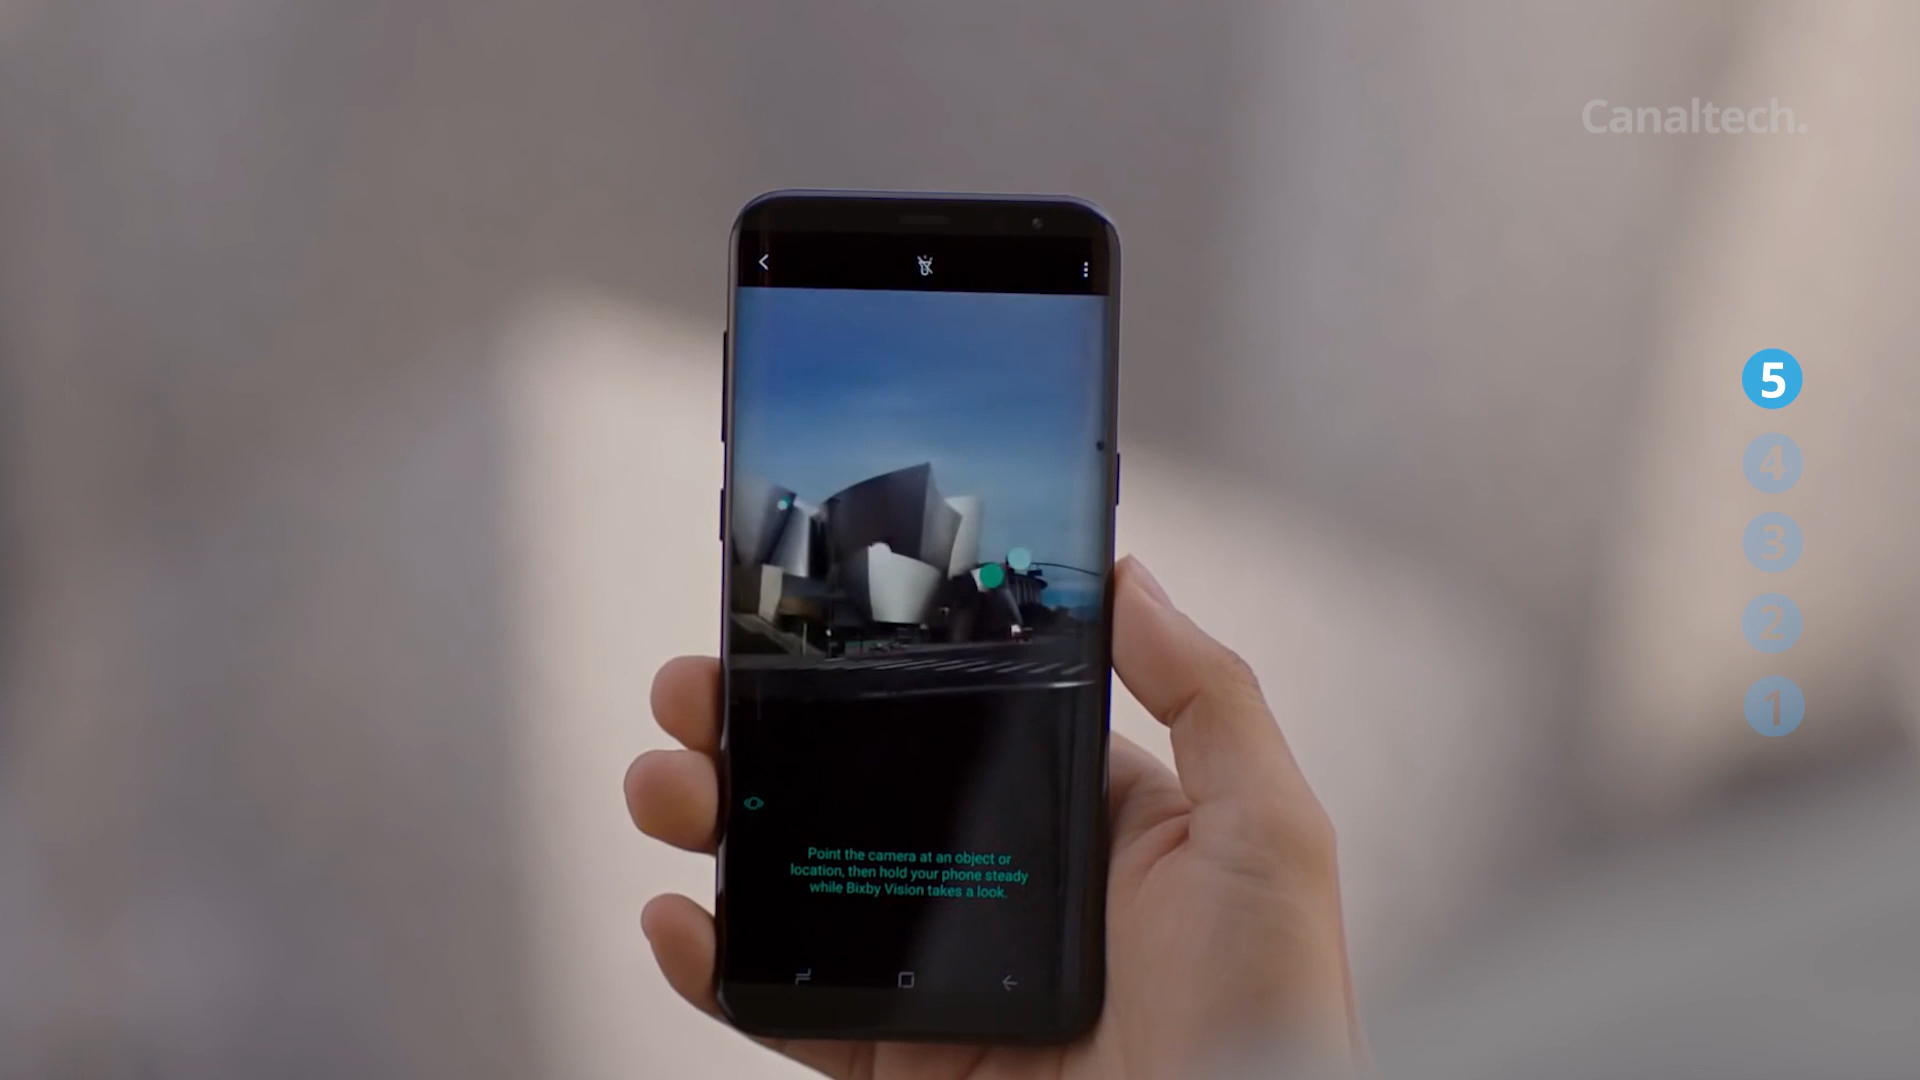 Canaltech.
5
4
3
2
1
Point the camera at an object or
location, then hold your phone steady
while Bixby Vision takes a look.